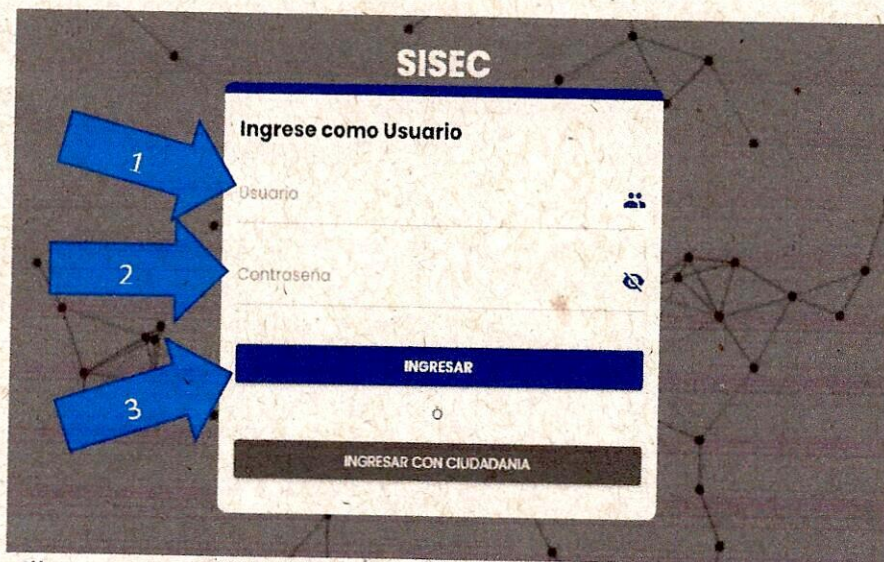 SISEC
Ingrese como Usuario
1
Usuario
2
Contraseña
INGRESAR
3
O
INGRESAR CON CIUDADANIA